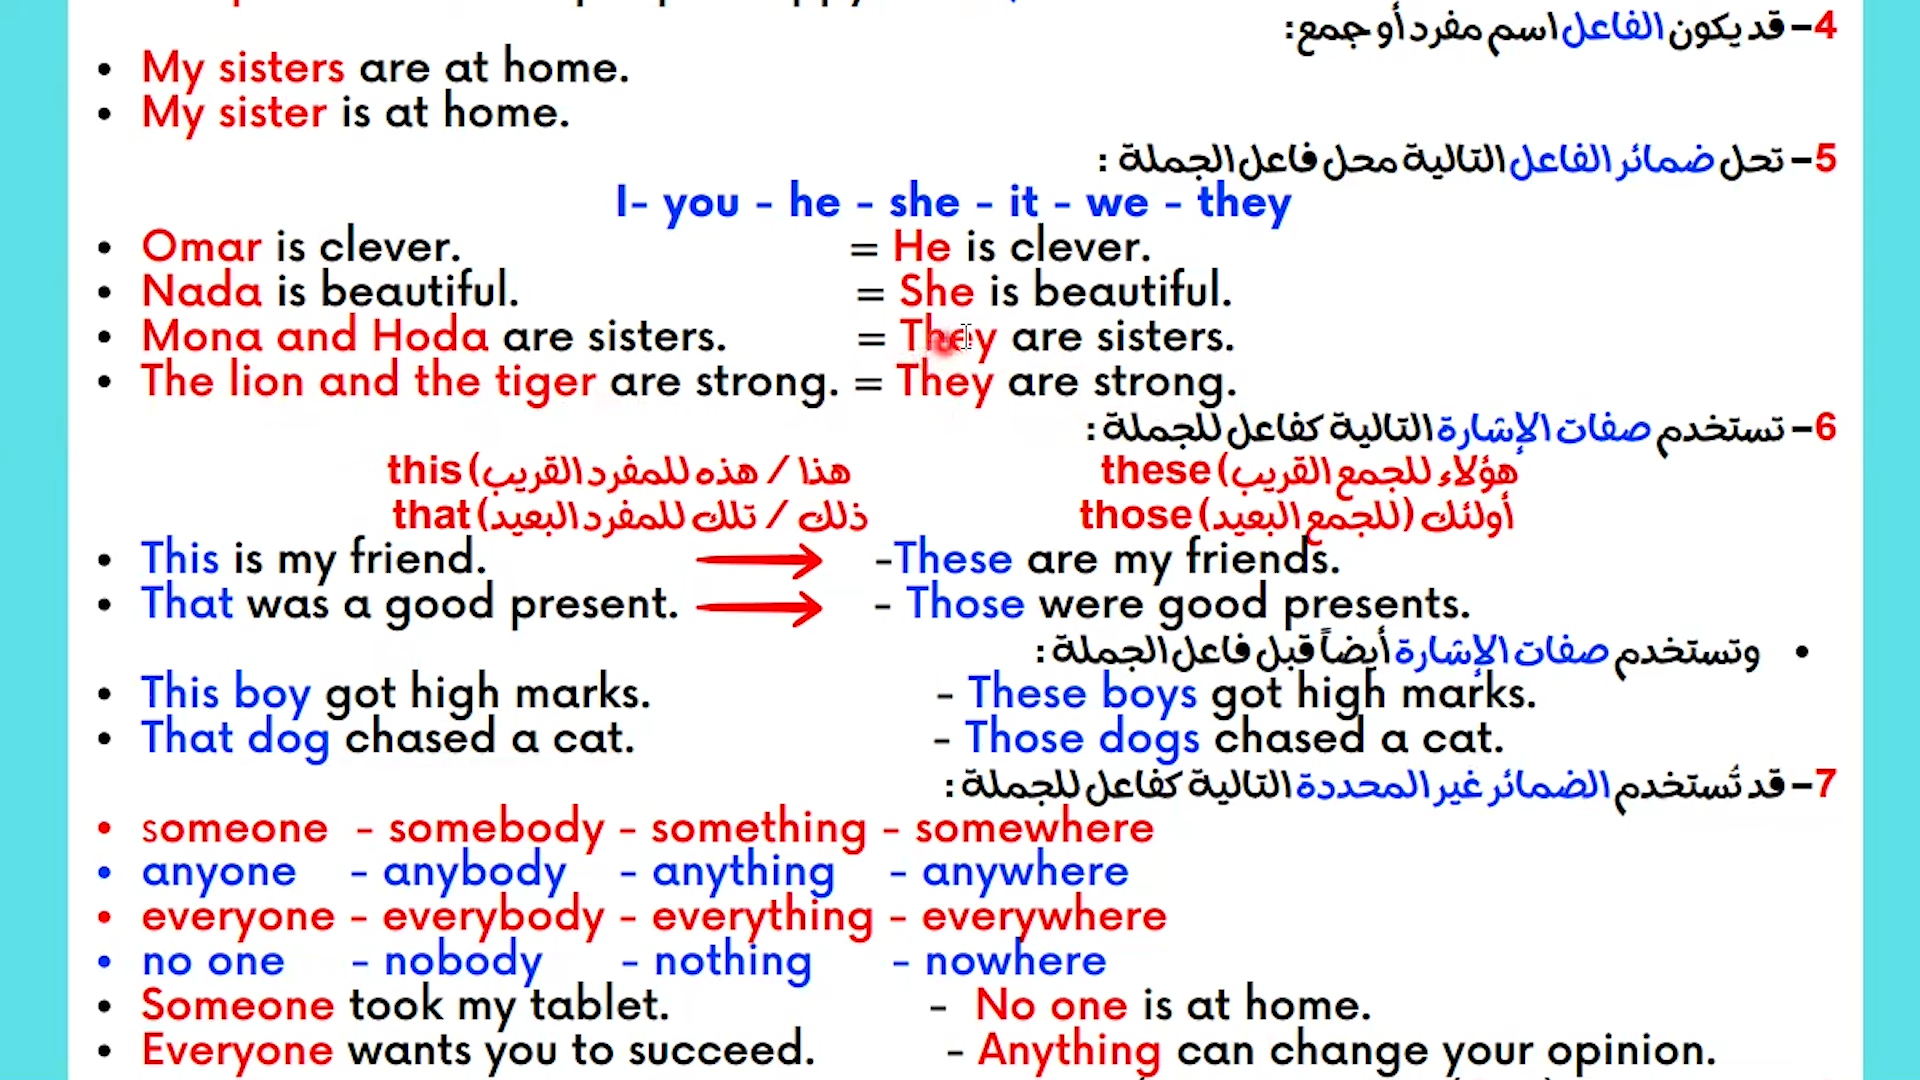 4- قد يكون الفاعل اسم مفرد أو جمع:
• My sisters are at home.
• My sister is at home.
5- تحل ضمائر الفاعل التالية محل فاعل الجملة :
I- you - he - she - it - we - they
• Omar is clever. = He is clever.
• Nada is beautiful. = She is beautiful.
• Mona and Hoda are sisters. = They are sisters.
• The lion and the tiger are strong. = They are strong.
6- تستخدم صفات الإشارة التالية كفاعل للجملة :
this (هذا / هذه للمفرد القريب these (هؤلاء للجمع القريب
that (ذلك / تلك للمفرد البعيد those (أولئك (للجمع البعيد
• This is my friend. -These are my friends.
• That was a good present. - Those were good presents.
• وتستخدم صفات الإشارة أيضاً قبل فاعل الجملة :
• This boy got high marks. - These boys got high marks.
• That dog chased a cat. - Those dogs chased a cat.
7- قد تُستخدم الضمائر غير المحددة التالية كفاعل للجملة :
• someone - somebody - something - somewhere
• anyone - anybody - anything - anywhere
• everyone - everybody - everything - everywhere
• no one - nobody - nothing - nowhere
• Someone took my tablet. - No one is at home.
• Everyone wants you to succeed. - Anything can change your opinion.